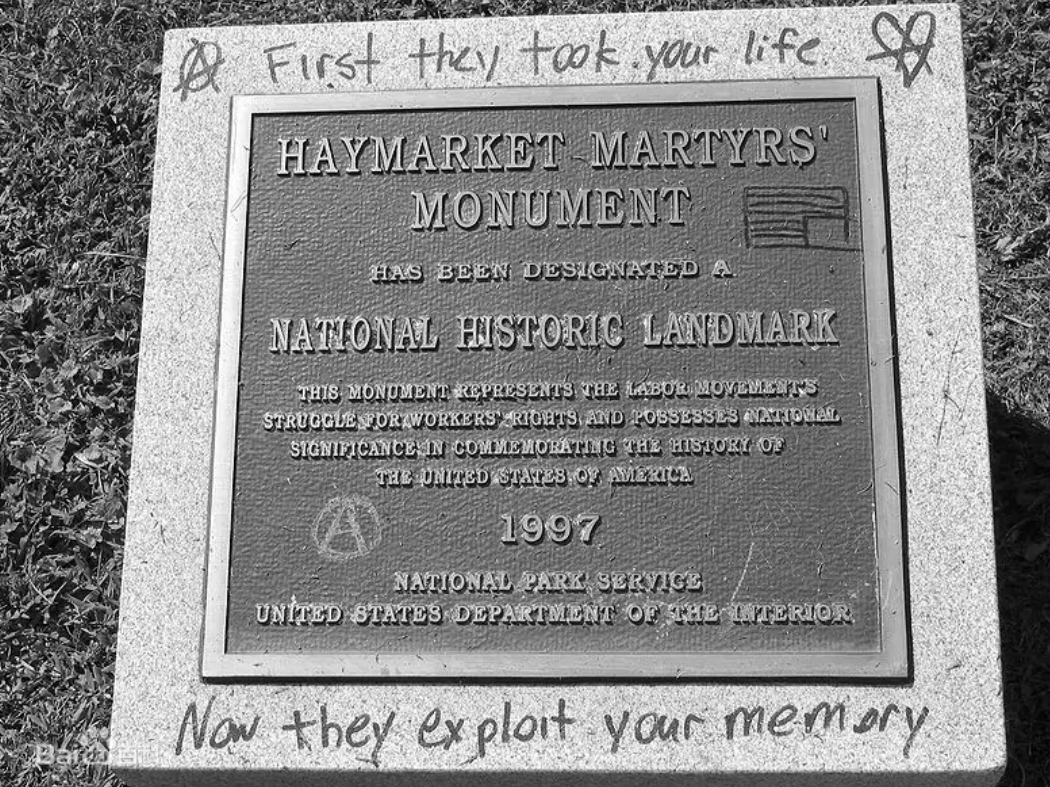 First they took your life.
HAYMARKET MARTYRS'
MONUMENT
HAS BEEN DESIGNATED A
NATIONAL HISTORIC LANDMARK
THIS MONUMENT REPRESENTS THE LABOR MOVEMENT'S
STRUGGLE FOR WORKERS' RIGHTS AND POSSESSES NATIONAL
SIGNIFICANCE IN COMMEMORATING THE HISTORY OF
THE UNITED STATES OF AMERICA
1997
NATIONAL PARK SERVICE
UNITED STATES DEPARTMENT OF THE INTERIOR
Now they exploit your memory